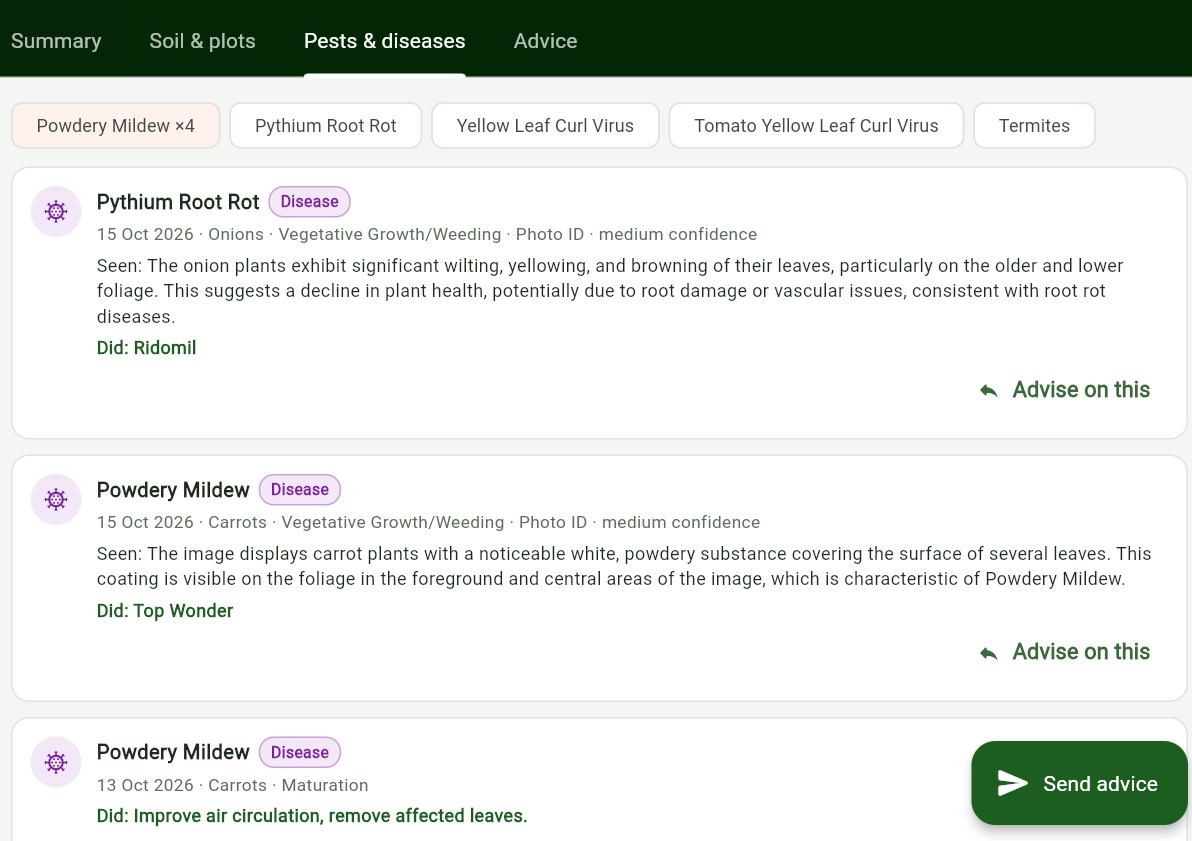 Summary
Soil & plots
Pests & diseases
Advice
Powdery Mildew ×4
Pythium Root Rot
Yellow Leaf Curl Virus
Tomato Yellow Leaf Curl Virus
Termites
Pythium Root Rot Disease
15 Oct 2026 · Onions · Vegetative Growth/Weeding · Photo ID · medium confidence
Seen: The onion plants exhibit significant wilting, yellowing, and browning of their leaves, particularly on the older and lower
foliage. This suggests a decline in plant health, potentially due to root damage or vascular issues, consistent with root rot
diseases.
Did: Ridomil
Advise on this
Powdery Mildew Disease
15 Oct 2026 · Carrots · Vegetative Growth/Weeding · Photo ID · medium confidence
Seen: The image displays carrot plants with a noticeable white, powdery substance covering the surface of several leaves. This
coating is visible on the foliage in the foreground and central areas of the image, which is characteristic of Powdery Mildew.
Did: Top Wonder
Advise on this
Powdery Mildew Disease
13 Oct 2026 · Carrots · Maturation
Did: Improve air circulation, remove affected leaves.
Send advice